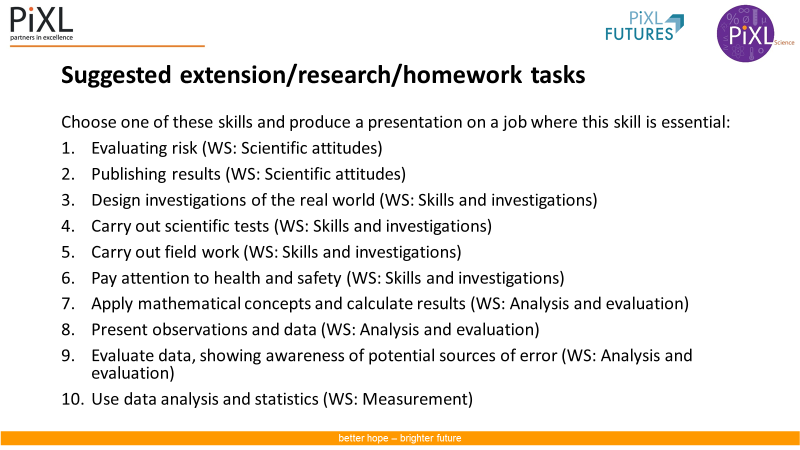 PiXL
partners in excellence
PiXL
FUTURES
PiXL
Science
Suggested extension/research/homework tasks
Choose one of these skills and produce a presentation on a job where this skill is essential:
1. Evaluating risk (WS: Scientific attitudes)
2. Publishing results (WS: Scientific attitudes)
3. Design investigations of the real world (WS: Skills and investigations)
4. Carry out scientific tests (WS: Skills and investigations)
5. Carry out field work (WS: Skills and investigations)
6. Pay attention to health and safety (WS: Skills and investigations)
7. Apply mathematical concepts and calculate results (WS: Analysis and evaluation)
8. Present observations and data (WS: Analysis and evaluation)
9. Evaluate data, showing awareness of potential sources of error (WS: Analysis and
evaluation)
10. Use data analysis and statistics (WS: Measurement)
better hope – brighter future